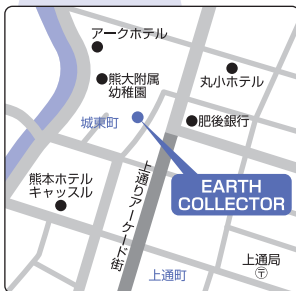 アークホテル
熊大附属
幼稚園
丸小ホテル
城東町
肥後銀行
熊本ホテル
キャッスル
上通りアーケード街
EARTH
COLLECTOR
上通局
〒
上通町